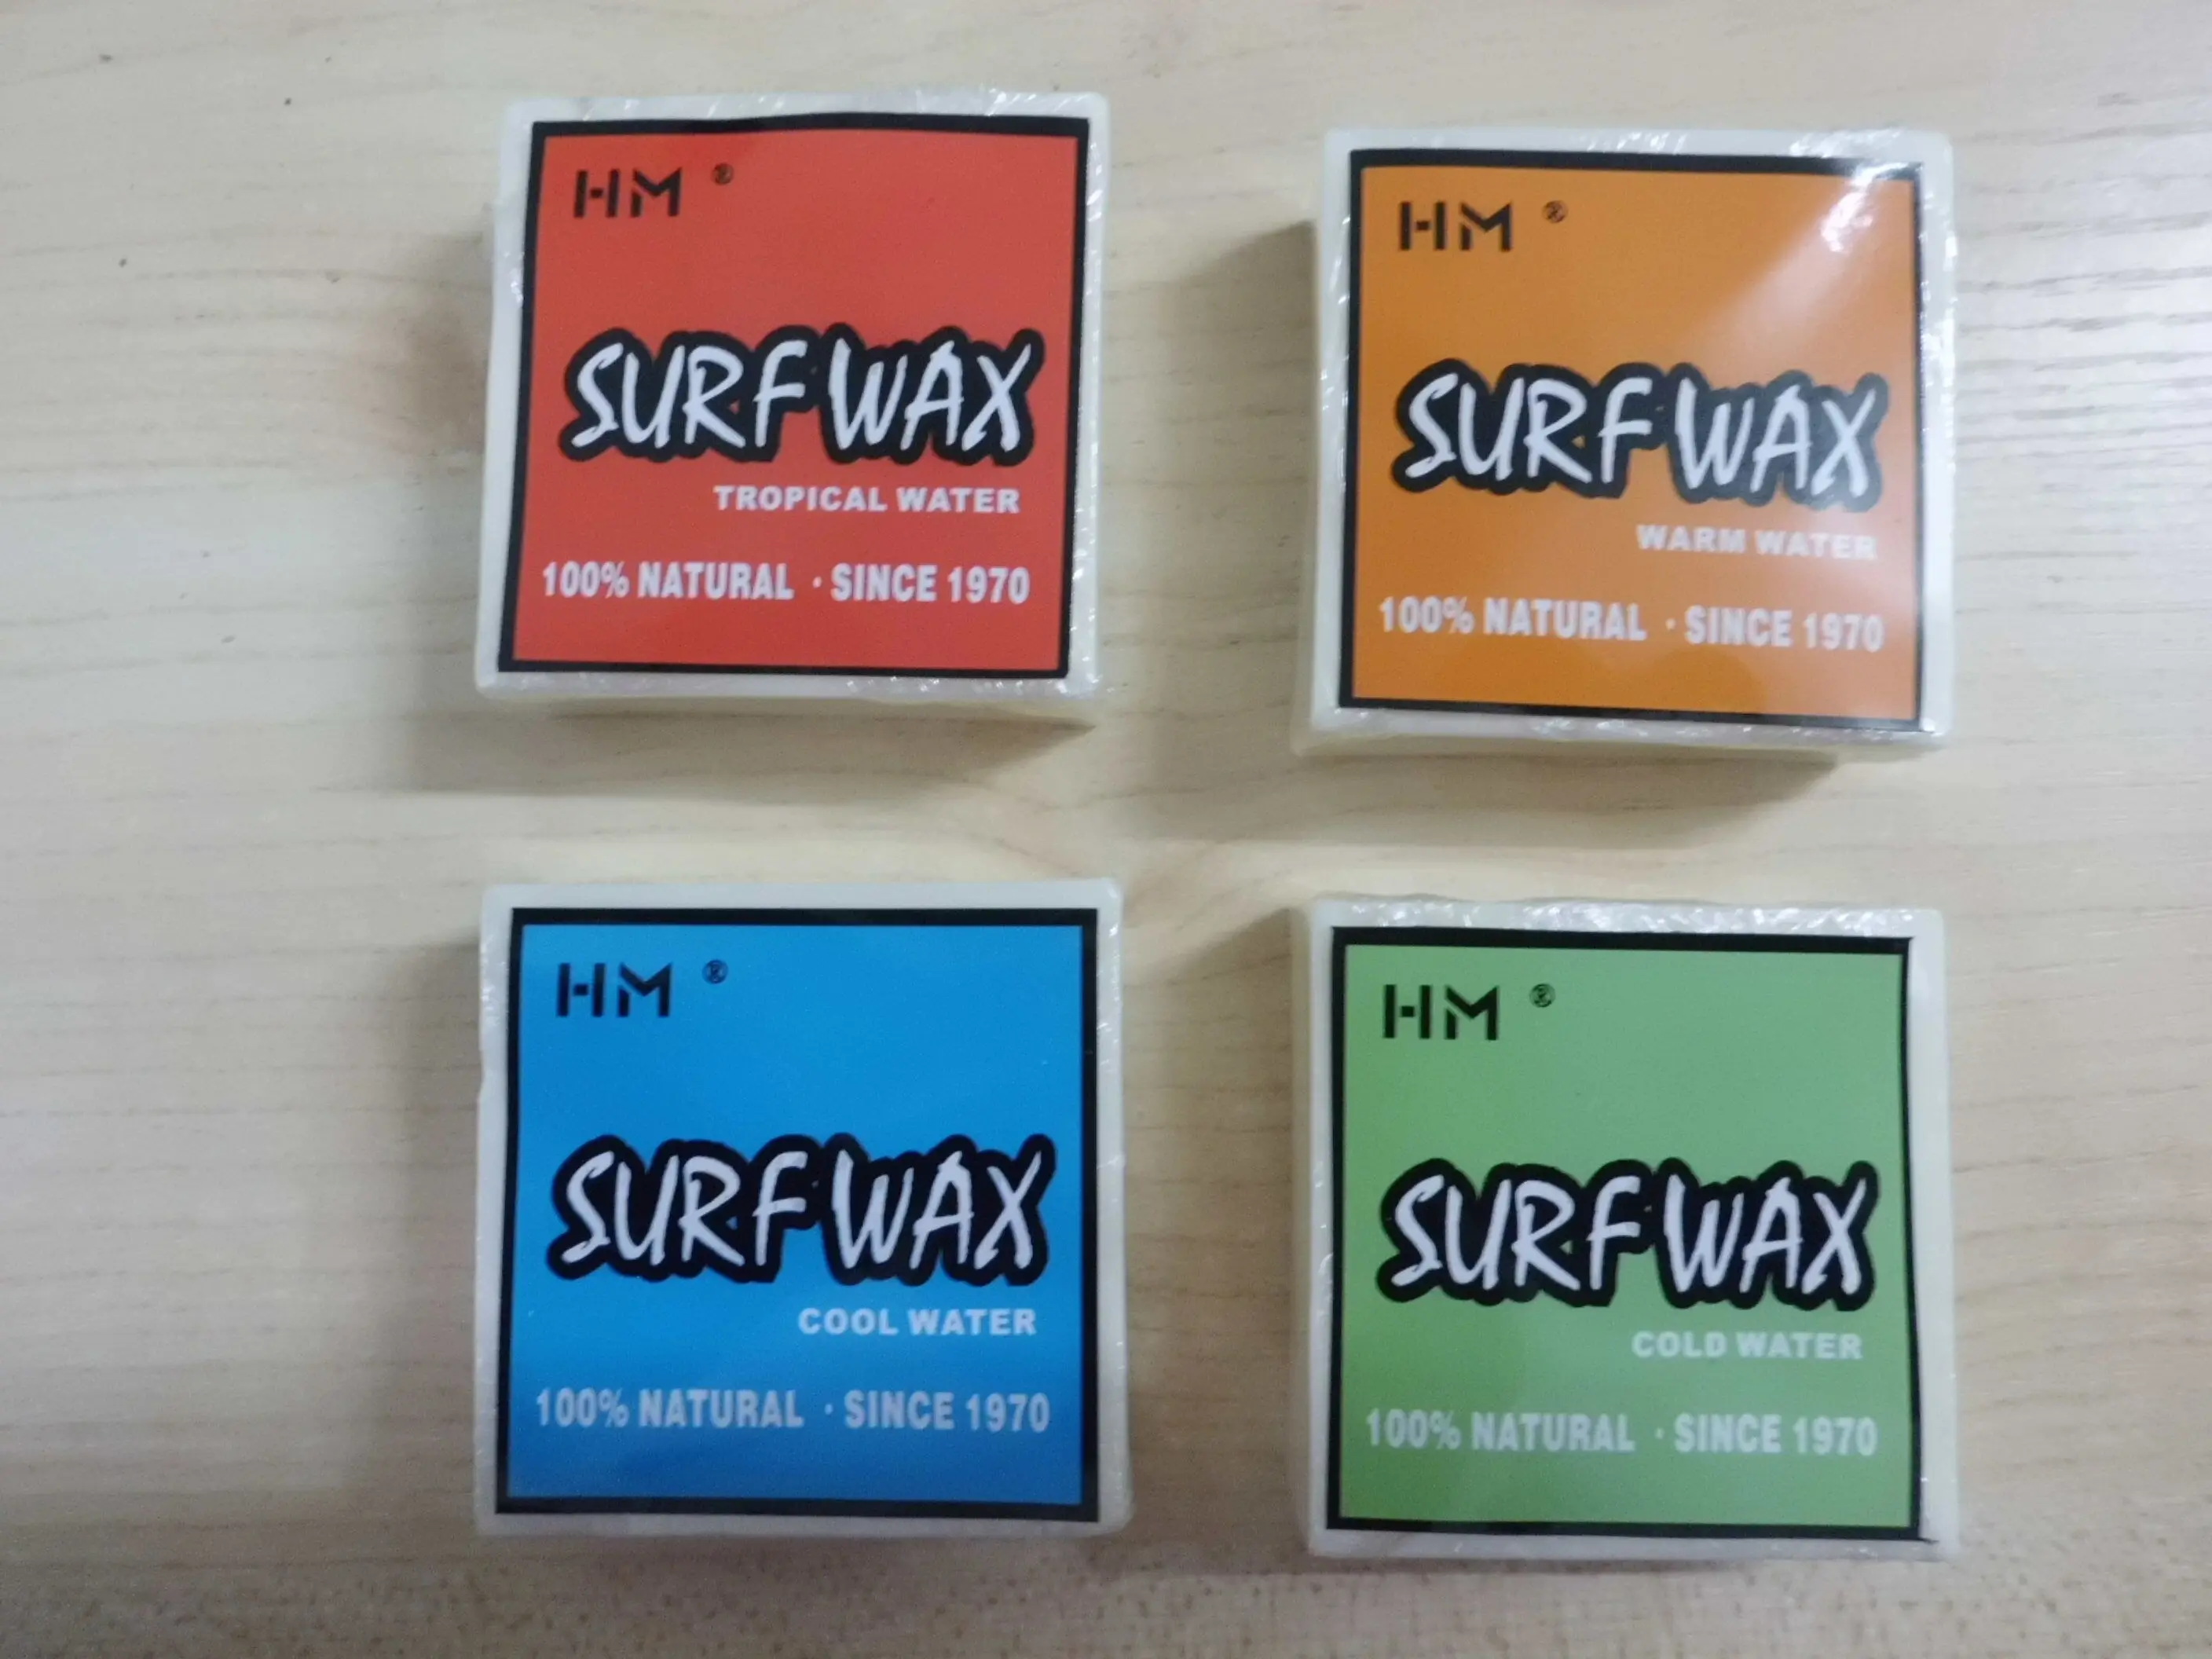 HM ®
SURF WAX
TROPICAL WATER
100% NATURAL · SINCE 1970
HM ®
SURF WAX
WARM WATER
100% NATURAL · SINCE 1970
HM ®
SURF WAX
COOL WATER
100% NATURAL · SINCE 1970
HM ®
SURF WAX
COLD WATER
100% NATURAL · SINCE 1970